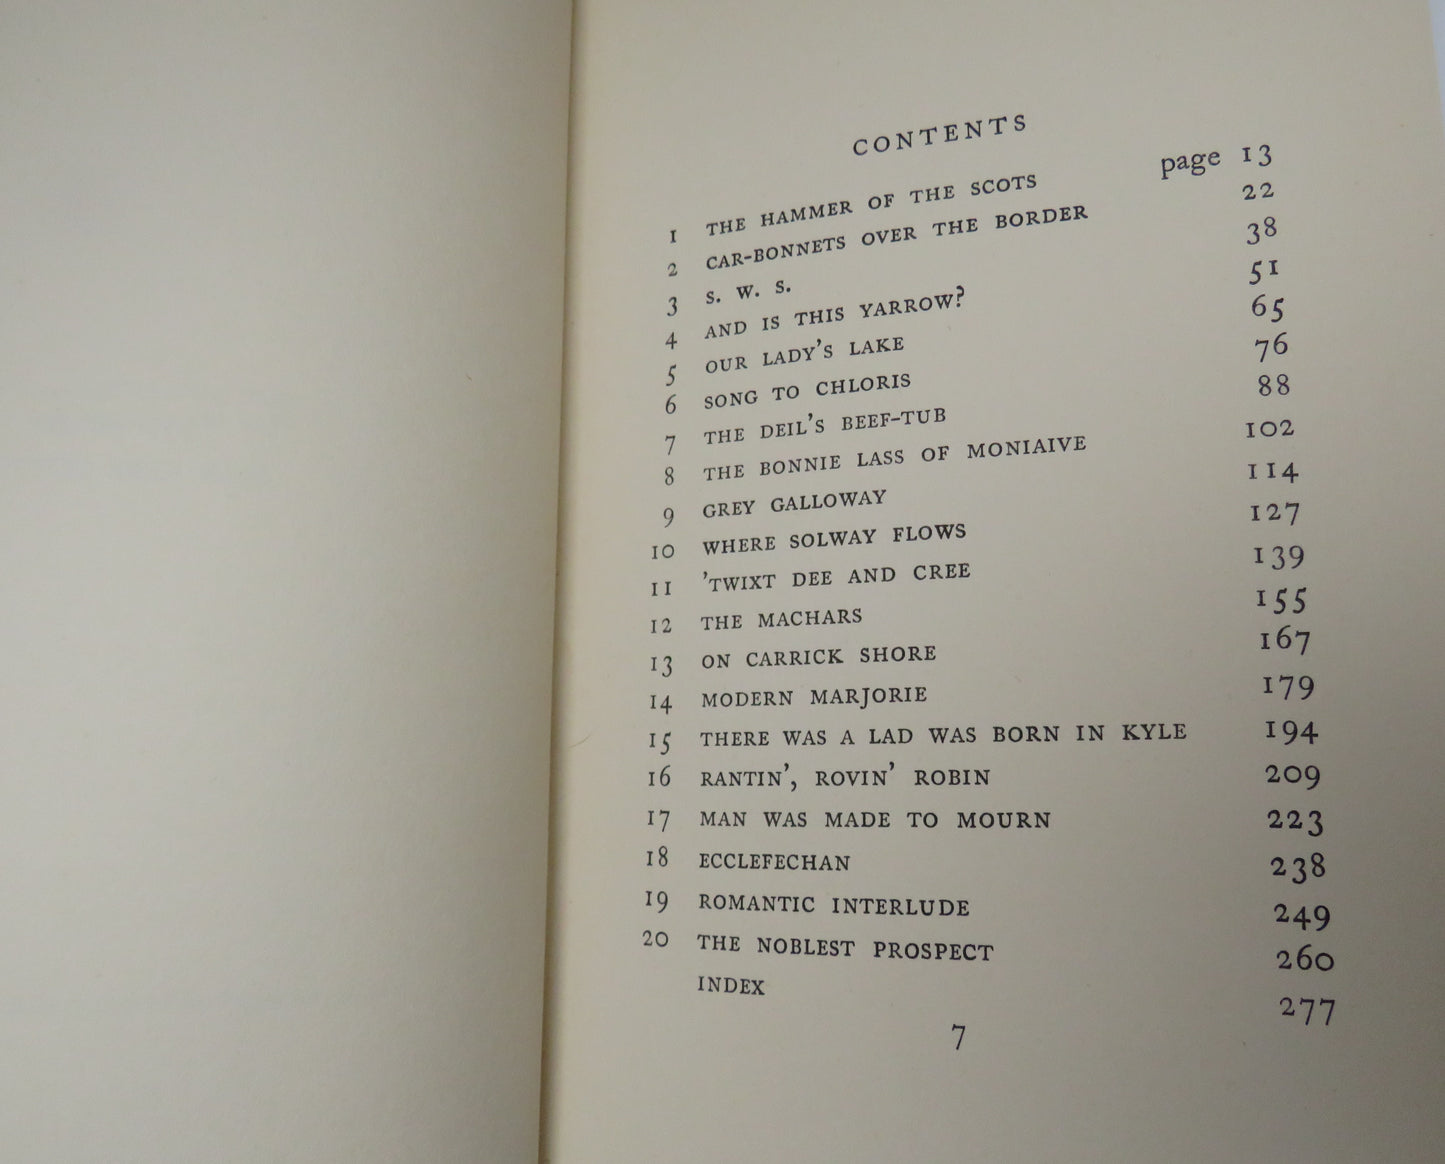 CONTENTS
1 THE HAMMER OF THE SCOTS page 13
2 CAR-BONNETS OVER THE BORDER 22
3 S. W. S. 38
4 AND IS THIS YARROW? 51
5 OUR LADY'S LAKE 65
6 SONG TO CHLORIS 76
7 THE DEIL'S BEEF-TUB 88
8 THE BONNIE LASS OF MONIAIVE 102
9 GREY GALLOWAY 114
10 WHERE SOLWAY FLOWS 127
11 'TWIXT DEE AND CREE 139
12 THE MACHARS 155
13 ON CARRICK SHORE 167
14 MODERN MARJORIE 179
15 THERE WAS A LAD WAS BORN IN KYLE 194
16 RANTIN', ROVIN' ROBIN 209
17 MAN WAS MADE TO MOURN 223
18 ECCLEFECHAN 238
19 ROMANTIC INTERLUDE 249
20 THE NOBLEST PROSPECT 260
INDEX 277
7